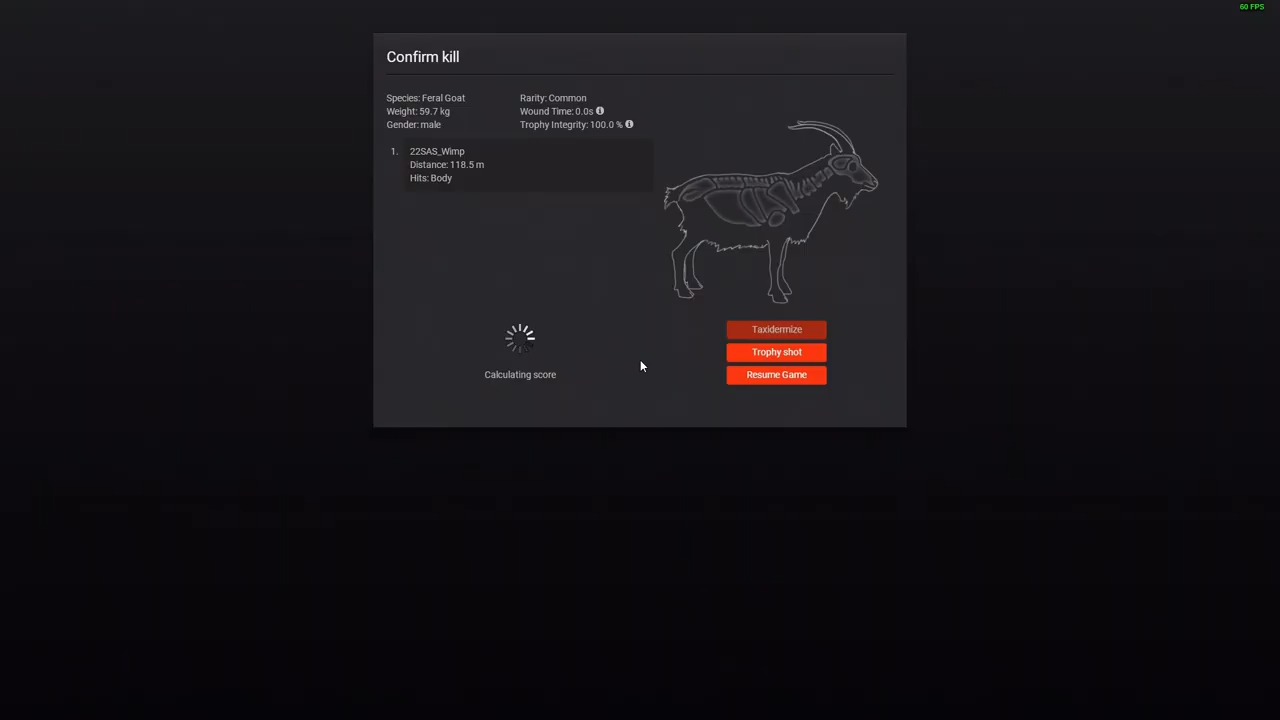 60 FPS
Confirm kill
Species: Feral Goat
Weight: 59.7 kg
Gender: male
Rarity: Common
Wound Time: 0.0s
Trophy Integrity: 100.0 %
1. 22SAS_Wimp
Distance: 118.5 m
Hits: Body
Calculating score
Taxidermize
Trophy shot
Resume Game